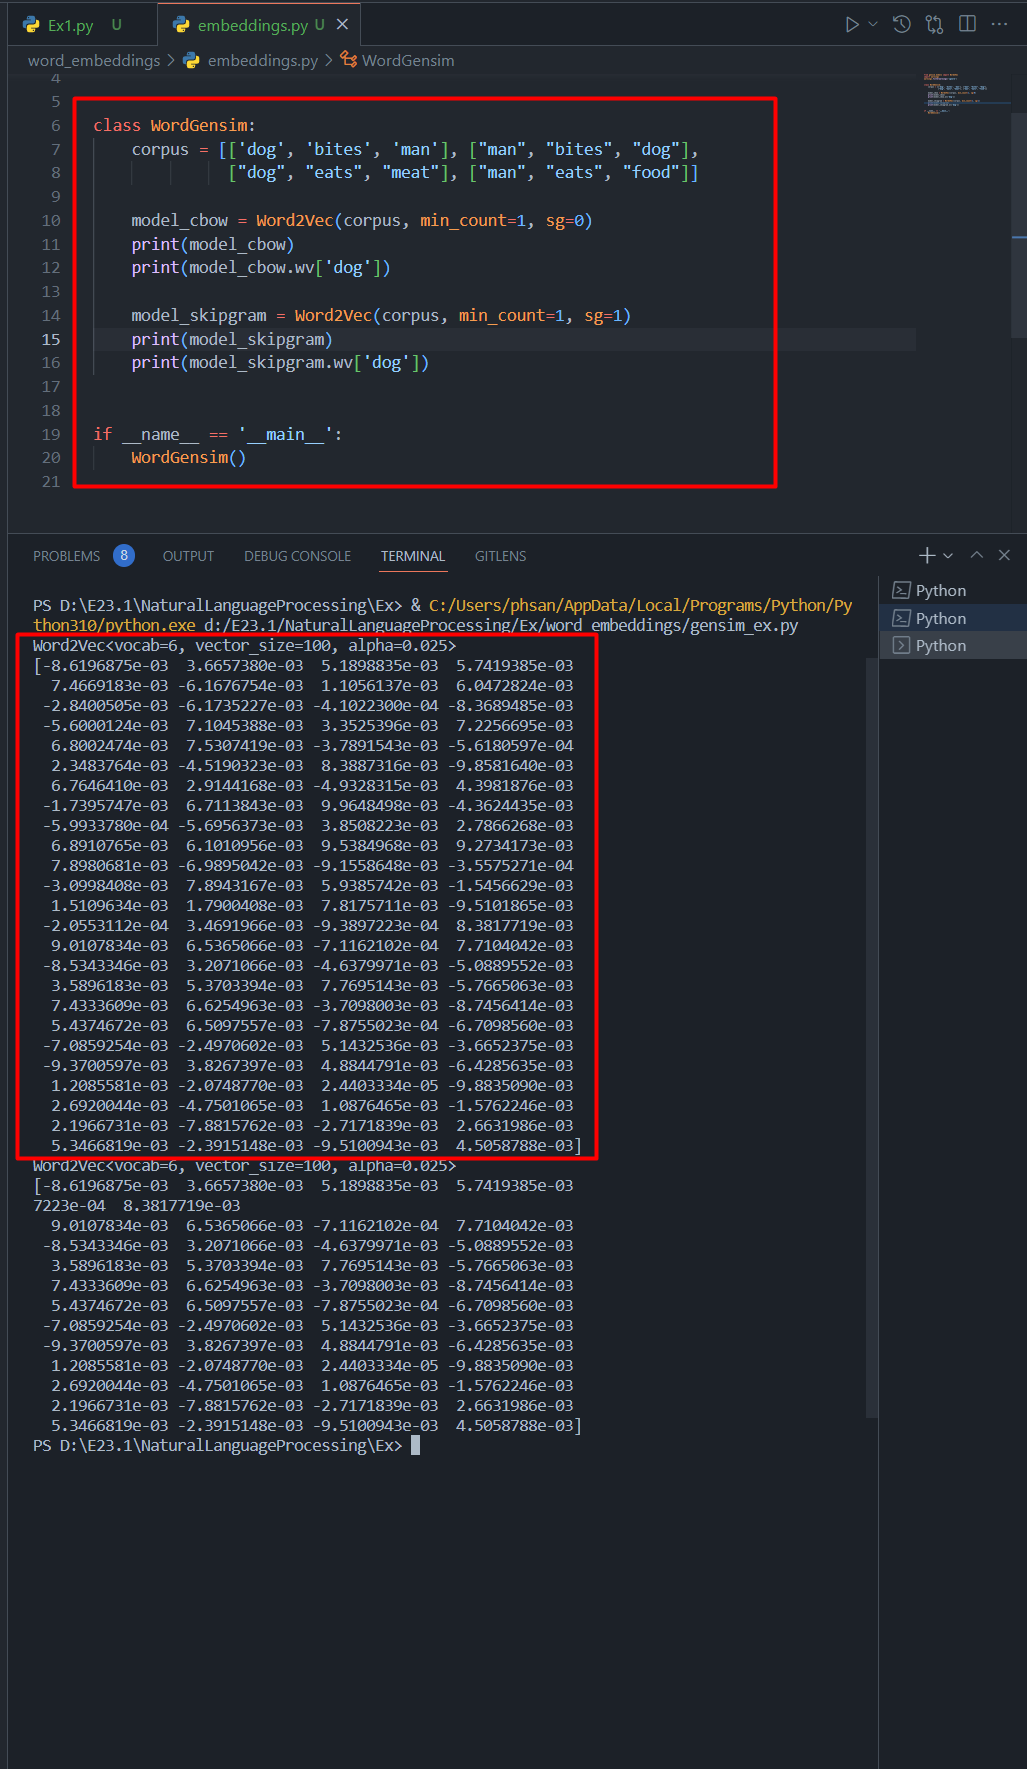 Ex1.py U embeddings.py U
word_embeddings > embeddings.py > WordGensim
4
5
6 class WordGensim:
7 corpus = [['dog', 'bites', 'man'], ["man", "bites", "dog"],
8 ["dog", "eats", "meat"], ["man", "eats", "food"]]
9
10 model_cbow = Word2Vec(corpus, min_count=1, sg=0)
11 print(model_cbow)
12 print(model_cbow.wv['dog'])
13
14 model_skipgram = Word2Vec(corpus, min_count=1, sg=1)
15 print(model_skipgram)
16 print(model_skipgram.wv['dog'])
17
18
19 if __name__ == '__main__':
20 WordGensim()
21
PROBLEMS 8 OUTPUT DEBUG CONSOLE TERMINAL GITLENS
Python
Python
Python
PS D:\E23.1\NaturalLanguageProcessing\Ex> & C:/Users/phsan/AppData/Local/Programs/Python/Py
thon310/python.exe d:/E23.1/NaturalLanguageProcessing/Ex/word_embeddings/gensim_ex.py
Word2Vec<vocab=6, vector_size=100, alpha=0.025>
[-8.6196875e-03 3.6657380e-03 5.1898835e-03 5.7419385e-03
7.4669183e-03 -6.1676754e-03 1.1056137e-03 6.0472824e-03
-2.8400505e-03 -6.1735227e-03 -4.1022300e-04 -8.3689485e-03
-5.6000124e-03 7.1045388e-03 3.3525396e-03 7.2256695e-03
6.8002474e-03 7.5307419e-03 -3.7891543e-03 -5.6180597e-04
2.3483764e-03 -4.5190323e-03 8.3887316e-03 -9.8581640e-03
6.7646410e-03 2.9144168e-03 -4.9328315e-03 4.3981876e-03
-1.7395747e-03 6.7113843e-03 9.9648498e-03 -4.3624435e-03
-5.9933780e-04 -5.6956373e-03 3.8508223e-03 2.7866268e-03
6.8910765e-03 6.1010956e-03 9.5384968e-03 9.2734173e-03
7.8980681e-03 -6.9895042e-03 -9.1558648e-03 -3.5575271e-04
-3.0998408e-03 7.8943167e-03 5.9385742e-03 -1.5456629e-03
1.5109634e-03 1.7900408e-03 7.8175711e-03 -9.5101865e-03
-2.0553112e-04 3.4691966e-03 -9.3897223e-04 8.3817719e-03
9.0107834e-03 6.5365066e-03 -7.1162102e-04 7.7104042e-03
-8.5343346e-03 3.2071066e-03 -4.6379971e-03 -5.0889552e-03
3.5896183e-03 5.3703394e-03 7.7695143e-03 -5.7665063e-03
7.4333609e-03 6.6254963e-03 -3.7098003e-03 -8.7456414e-03
5.4374672e-03 6.5097557e-03 -7.8755023e-04 -6.7098560e-03
-7.0859254e-03 -2.4970602e-03 5.1432536e-03 -3.6652375e-03
-9.3700597e-03 3.8267397e-03 4.8844791e-03 -6.4285635e-03
1.2085581e-03 -2.0748770e-03 2.4403334e-05 -9.8835090e-03
2.6920044e-03 -4.7501065e-03 1.0876465e-03 -1.5762246e-03
2.1966731e-03 -7.8815762e-03 -2.7171839e-03 2.6631986e-03
5.3466819e-03 -2.3915148e-03 -9.5100943e-03 4.5058788e-03]
Word2Vec<vocab=6, vector_size=100, alpha=0.025>
[-8.6196875e-03 3.6657380e-03 5.1898835e-03 5.7419385e-03
7223e-04 8.3817719e-03
9.0107834e-03 6.5365066e-03 -7.1162102e-04 7.7104042e-03
-8.5343346e-03 3.2071066e-03 -4.6379971e-03 -5.0889552e-03
3.5896183e-03 5.3703394e-03 7.7695143e-03 -5.7665063e-03
7.4333609e-03 6.6254963e-03 -3.7098003e-03 -8.7456414e-03
5.4374672e-03 6.5097557e-03 -7.8755023e-04 -6.7098560e-03
-7.0859254e-03 -2.4970602e-03 5.1432536e-03 -3.6652375e-03
-9.3700597e-03 3.8267397e-03 4.8844791e-03 -6.4285635e-03
1.2085581e-03 -2.0748770e-03 2.4403334e-05 -9.8835090e-03
2.6920044e-03 -4.7501065e-03 1.0876465e-03 -1.5762246e-03
2.1966731e-03 -7.8815762e-03 -2.7171839e-03 2.6631986e-03
5.3466819e-03 -2.3915148e-03 -9.5100943e-03 4.5058788e-03]
PS D:\E23.1\NaturalLanguageProcessing\Ex>